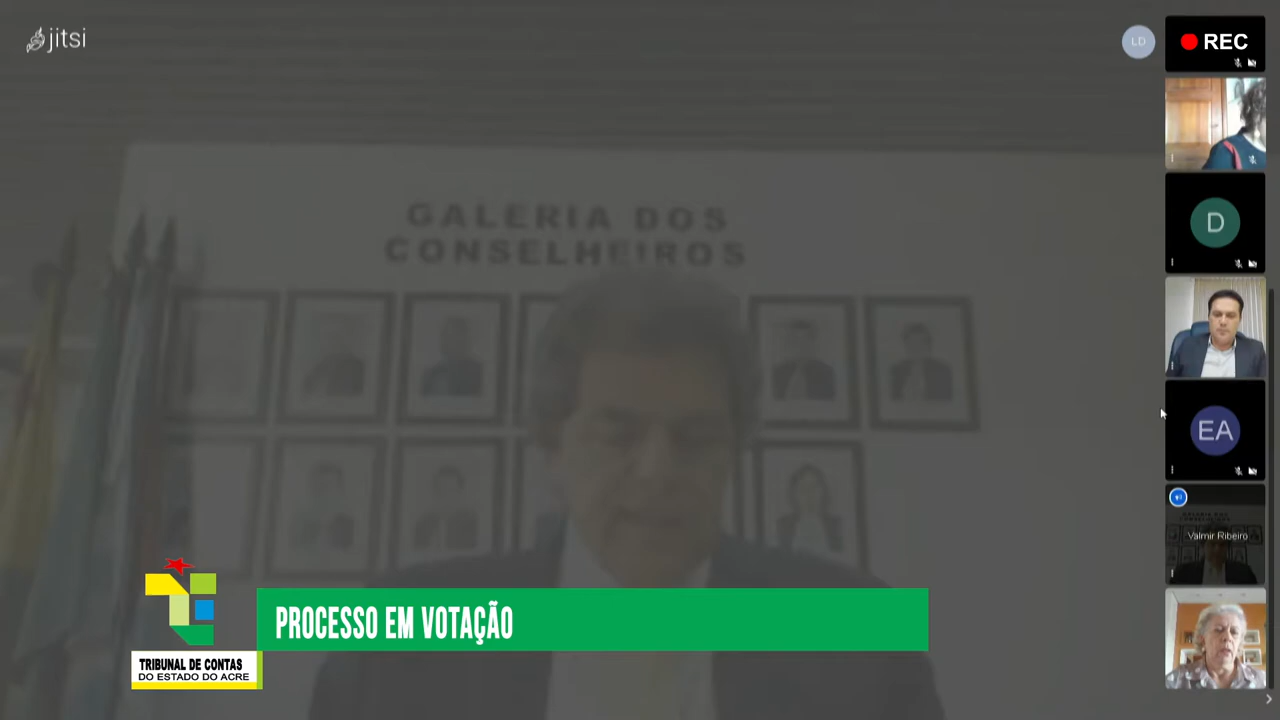 jitsi
LD
REC
GALERIA DOS
CONSELHEIROS
D
EA
Valmir Ribeiro
PROCESSO EM VOTAÇÃO
TRIBUNAL DE CONTAS
DO ESTADO DO ACRE